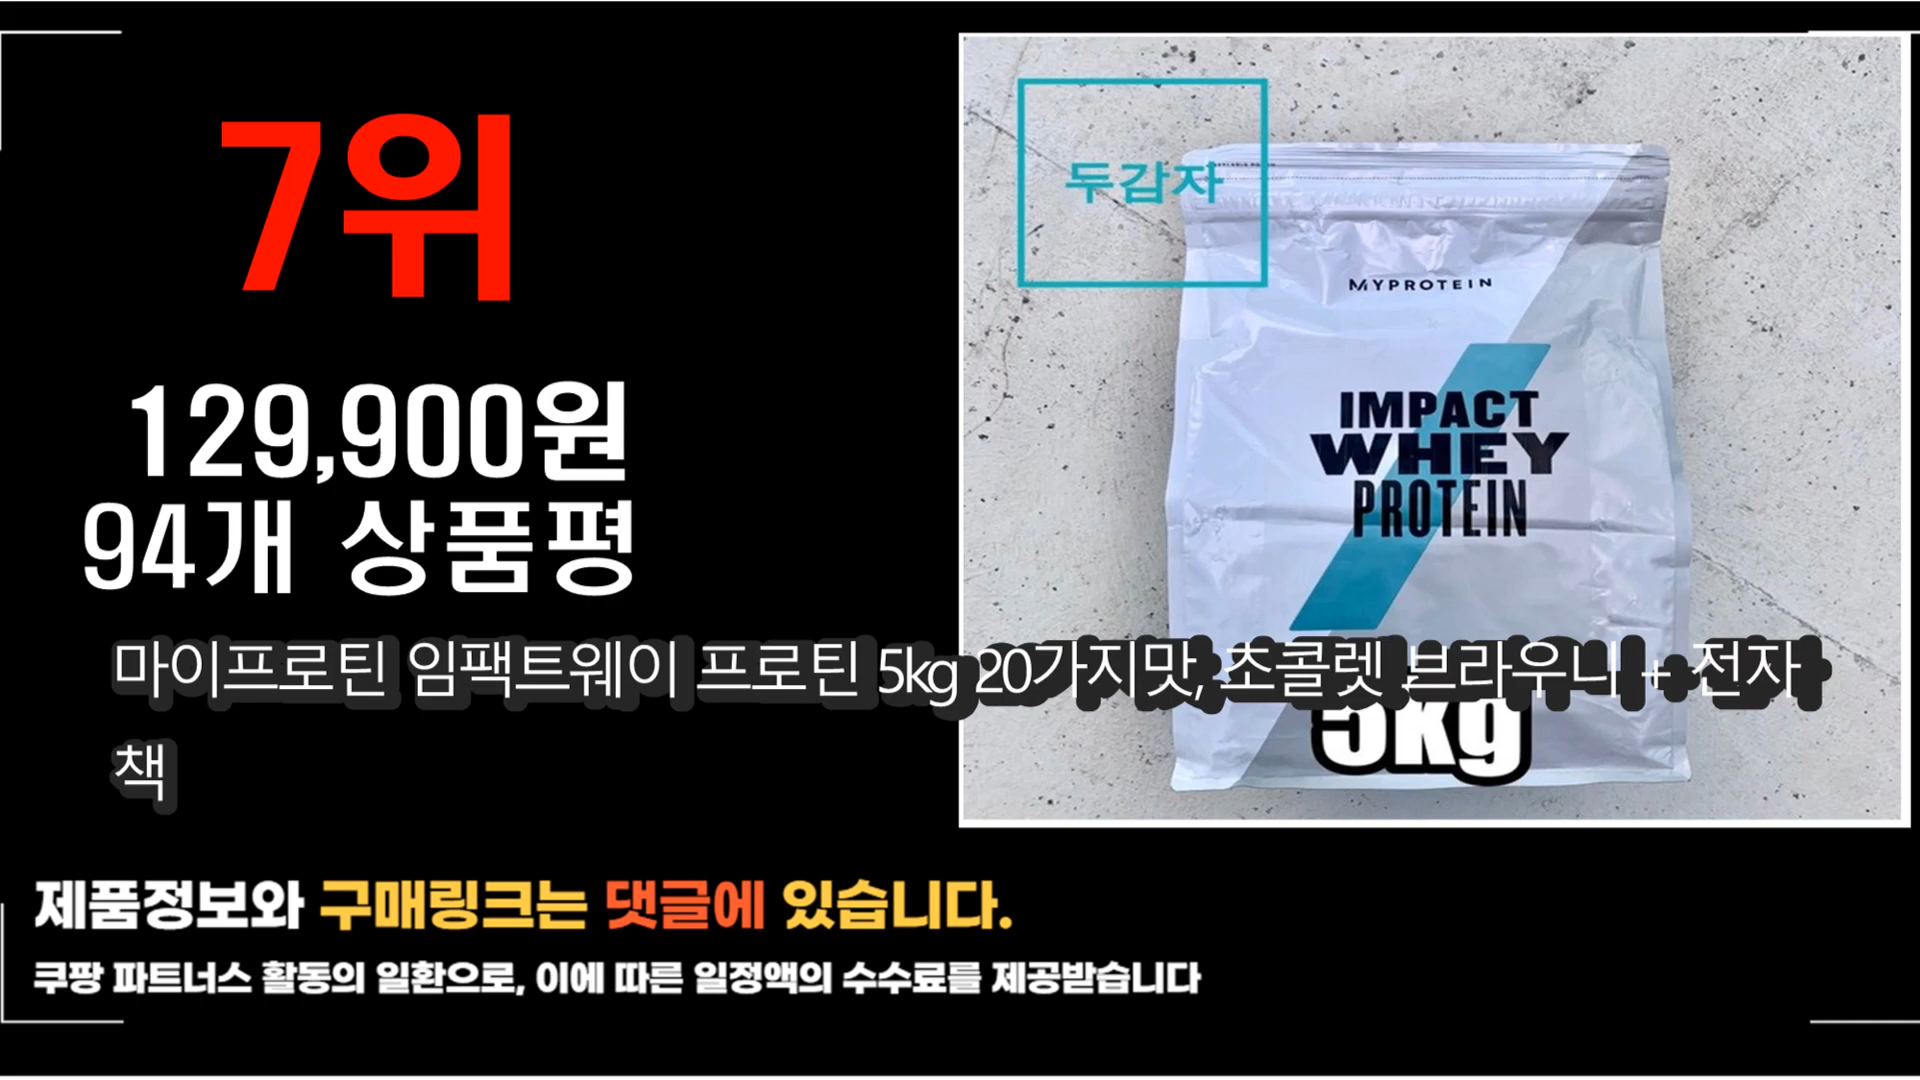 7위
129,900원
94개 상품평
두감자
MYPROTEIN
IMPACT
WHEY
PROTEIN
마이프로틴 임팩트웨이 프로틴 5kg 20가지맛, 초콜렛 브라우니 + 전자
책
5kg
제품정보와 구매링크는 댓글에 있습니다.
쿠팡 파트너스 활동의 일환으로, 이에 따른 일정액의 수수료를 제공받습니다